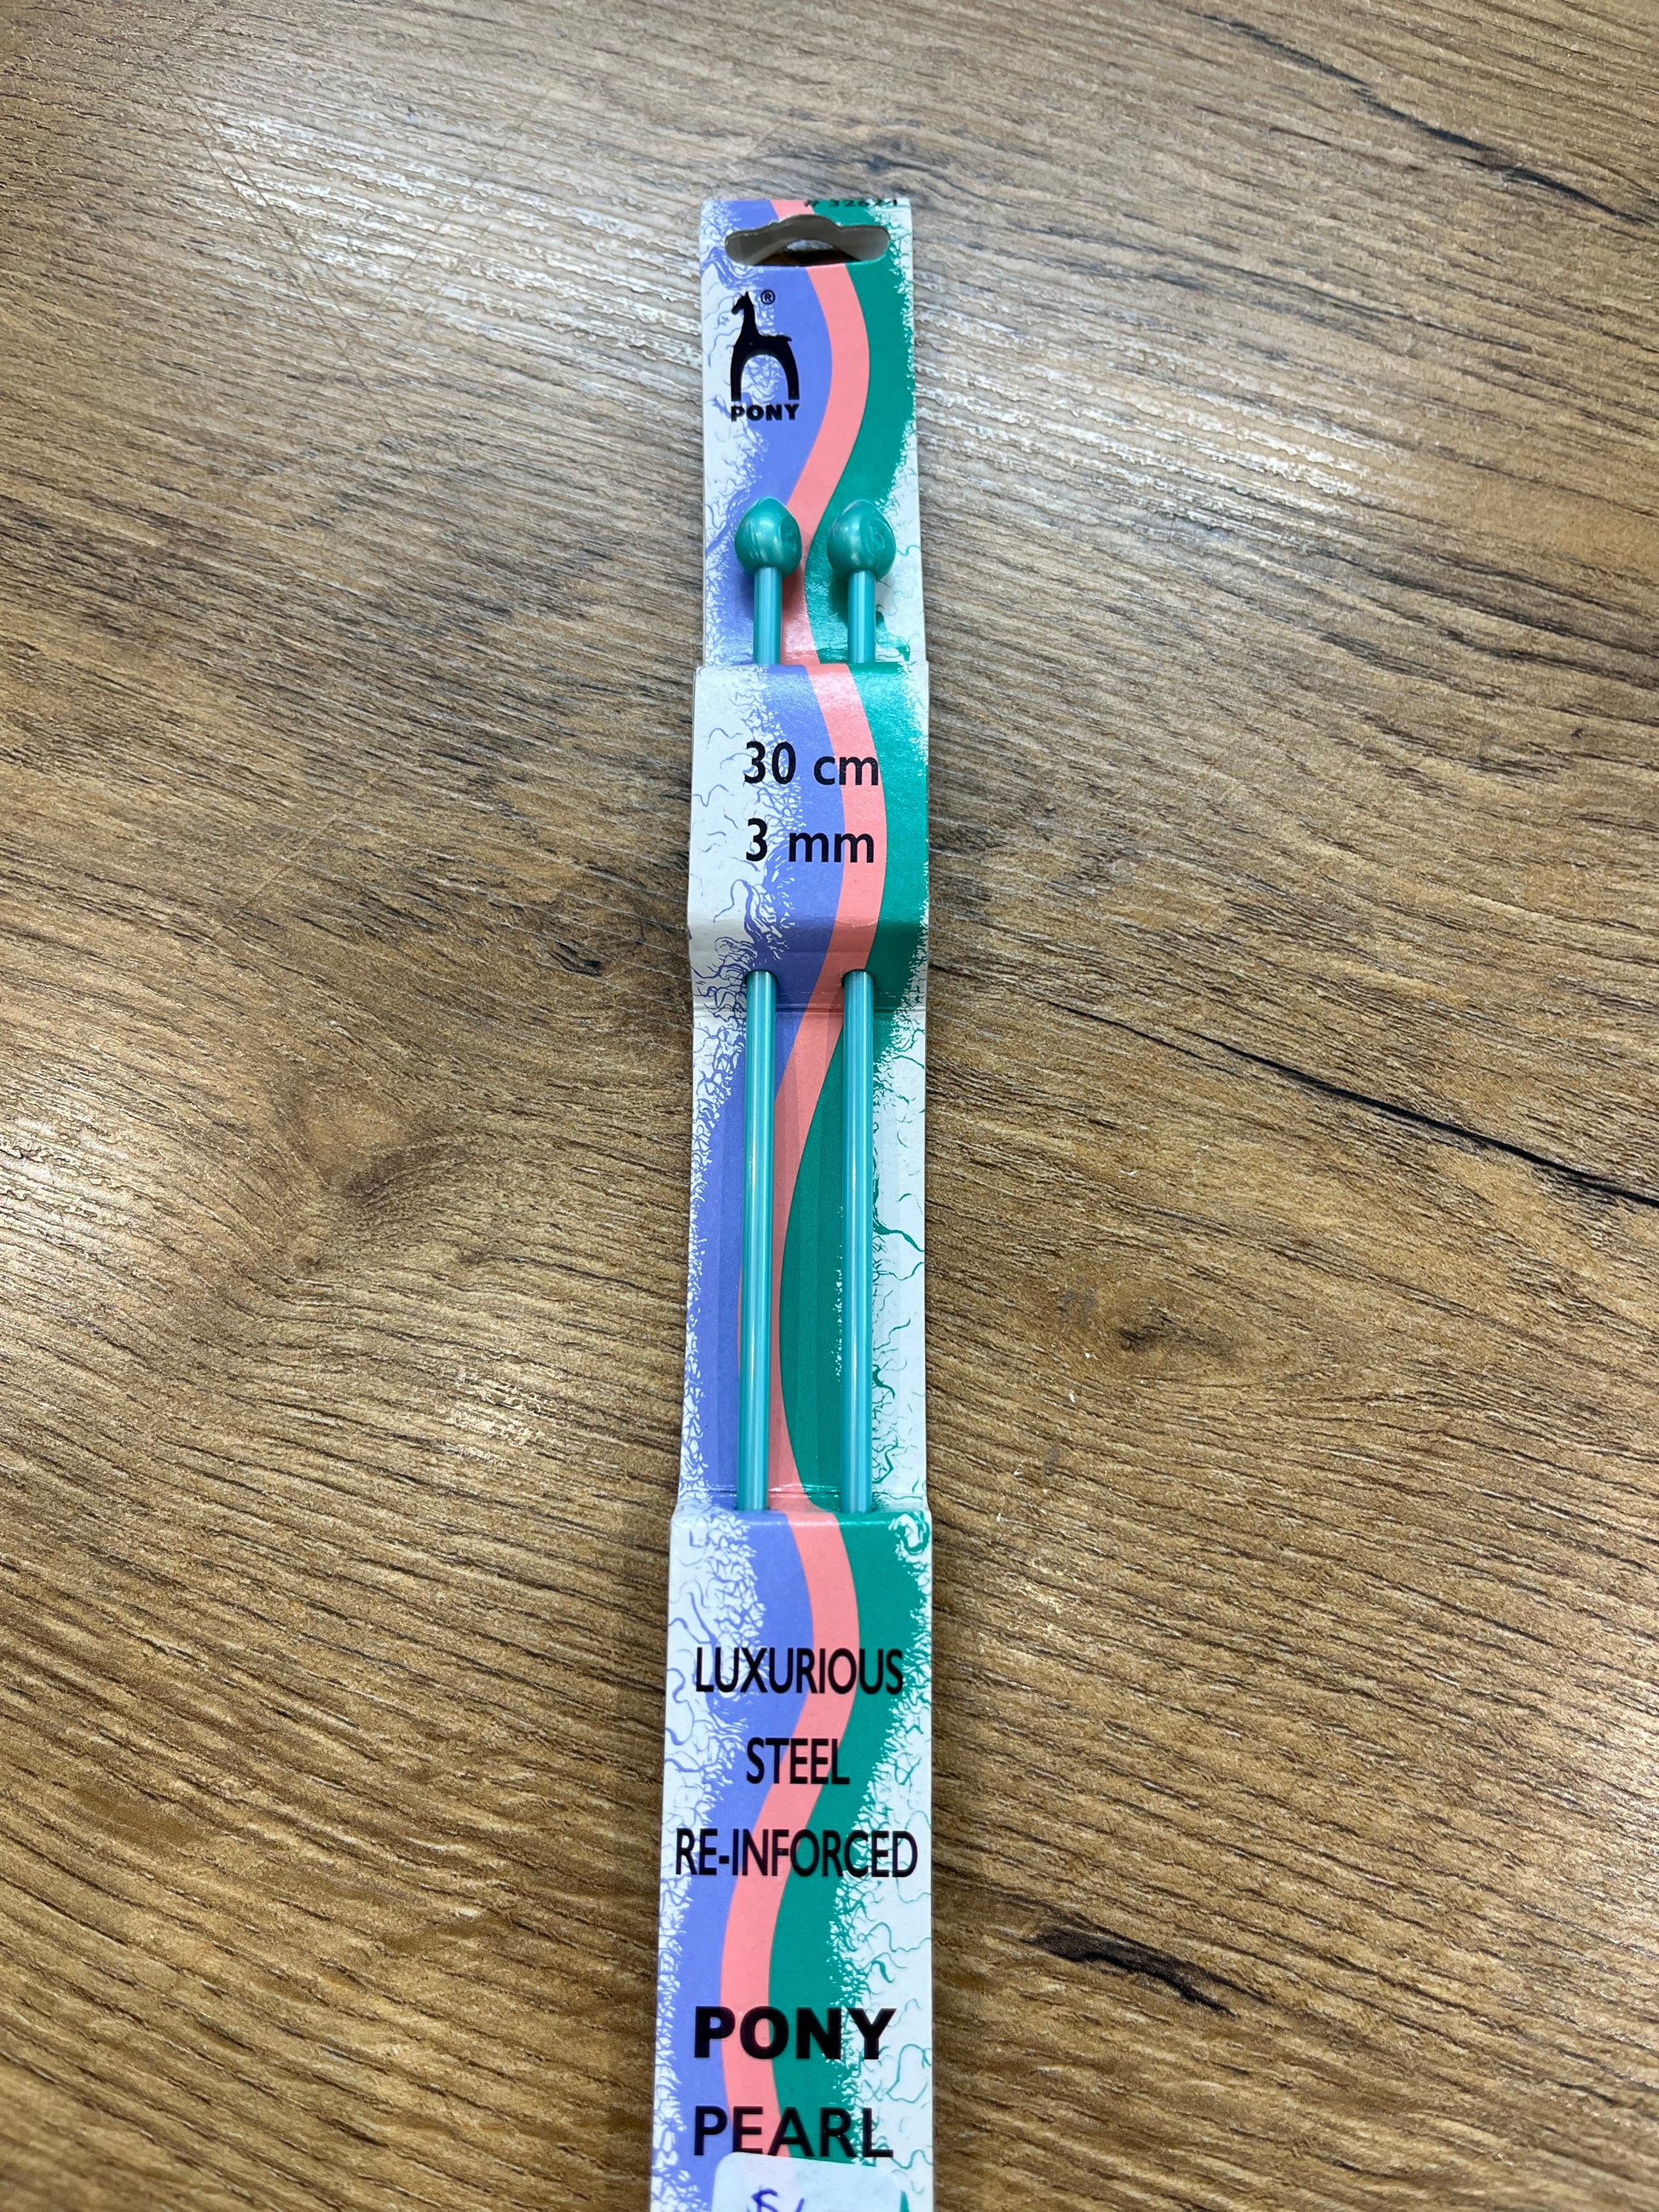 ®
PONY
30 cm
3 mm
LUXURIOUS
STEEL
RE-INFORCED
PONY
PEARL